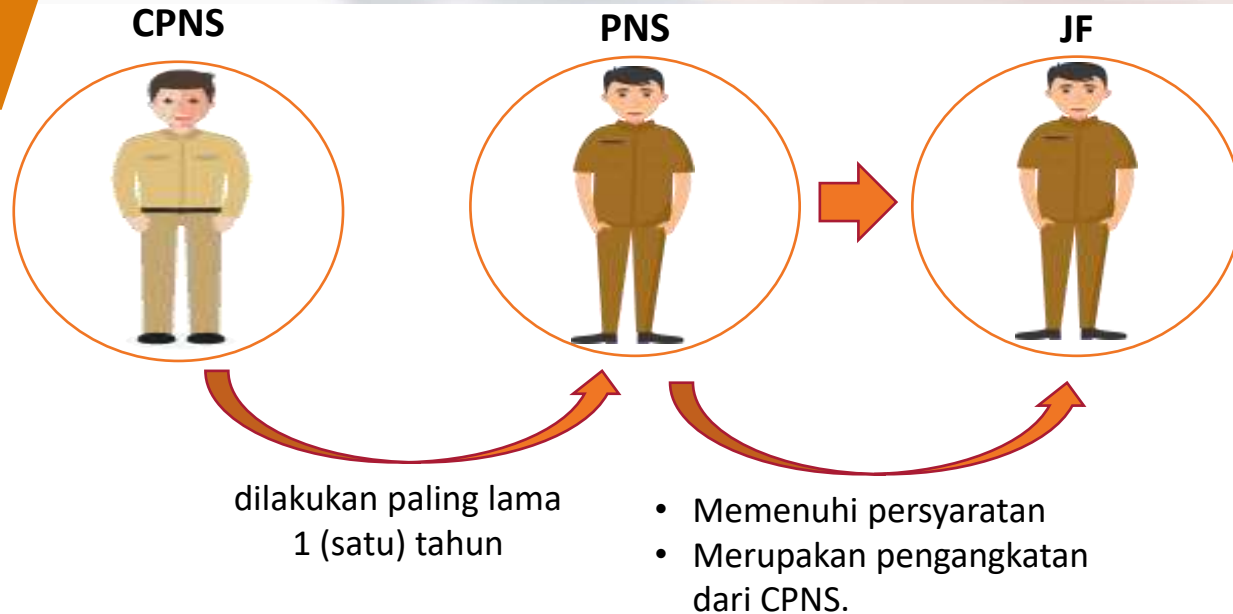 CPNS
PNS
JF
dilakukan paling lama
1 (satu) tahun
• Memenuhi persyaratan
• Merupakan pengangkatan
dari CPNS.